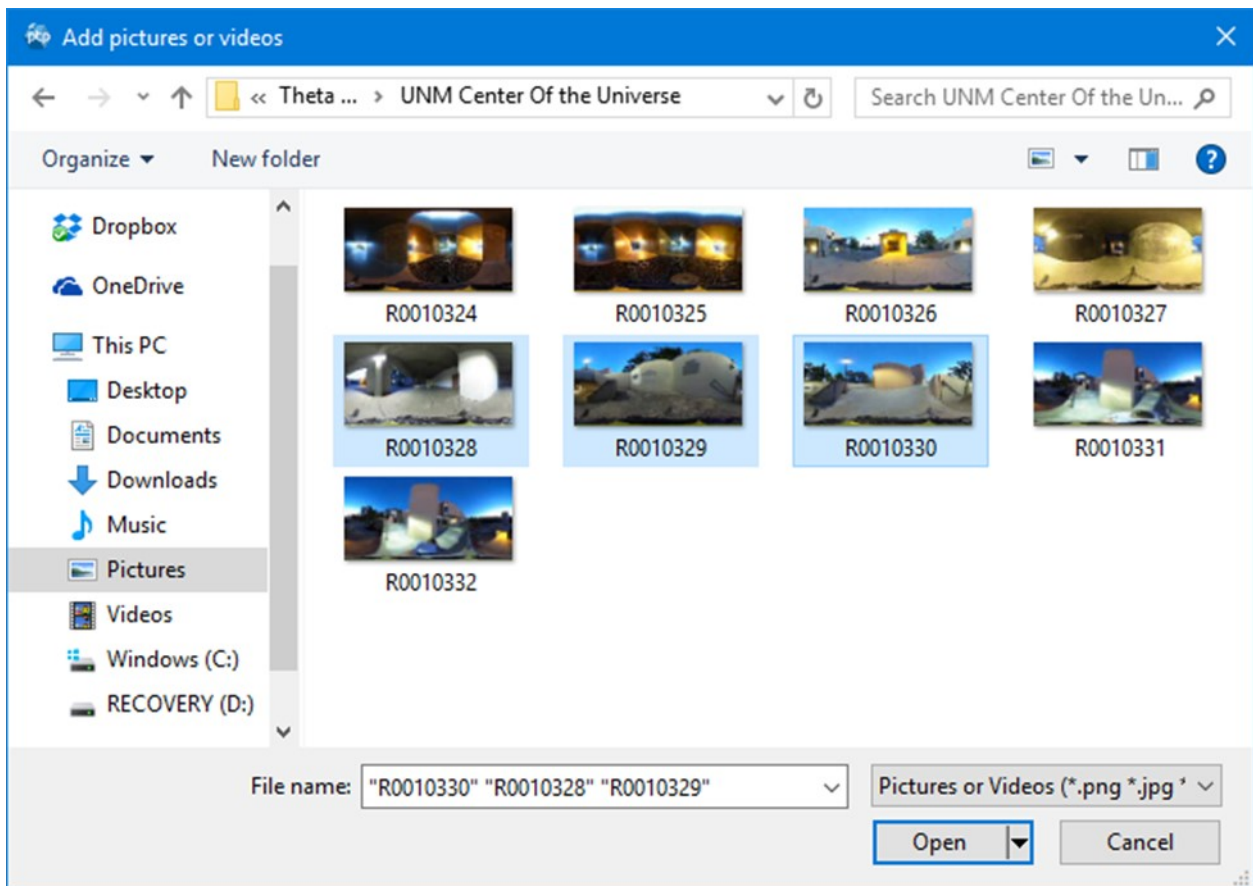 Add pictures or videos
« Theta ... > UNM Center Of the Universe
Search UNM Center Of the Un...
Organize
New folder
Dropbox
OneDrive
This PC
Desktop
Documents
Downloads
Music
Pictures
Videos
Windows (C:)
RECOVERY (D:)
R0010324
R0010325
R0010326
R0010327
R0010328
R0010329
R0010330
R0010331
R0010332
File name:
"R0010330" "R0010328" "R0010329"
Pictures or Videos (*.png *.jpg *
Open
Cancel